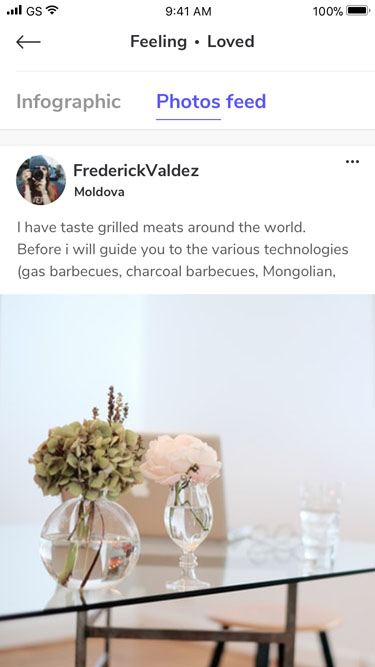 GS 9:41 AM 100%
Feeling • Loved
Infographic Photos feed
FrederickValdez
Moldova
I have taste grilled meats around the world.
Before i will guide you to the various technologies
(gas barbecues, charcoal barbecues, Mongolian,